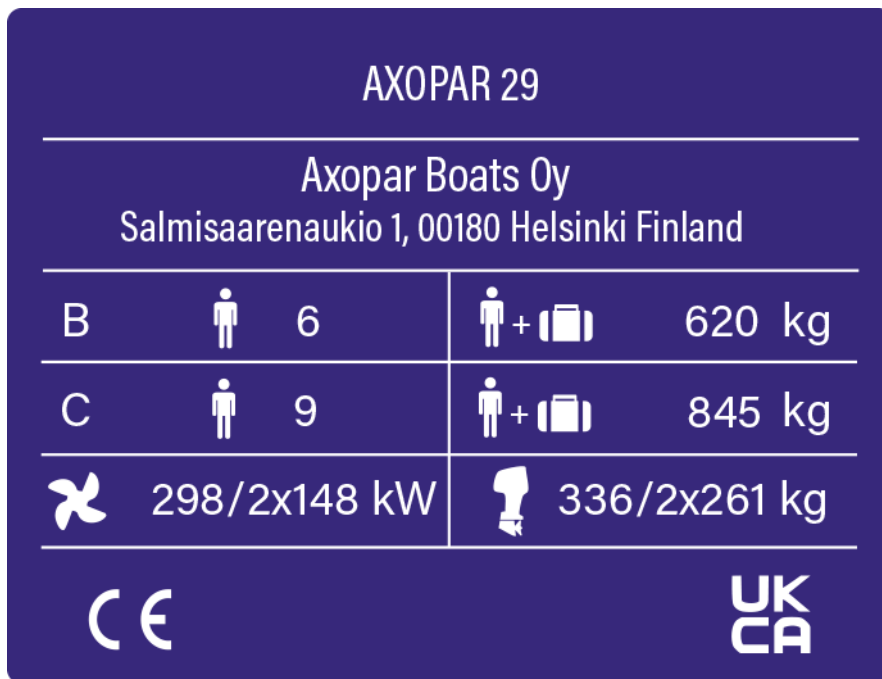 AXOPAR 29
Axopar Boats Oy
Salmisaarenaukio 1, 00180 Helsinki Finland
B 6 + 620 kg
C 9 + 845 kg
298/2x148 kW 336/2x261 kg
CE UK
CA